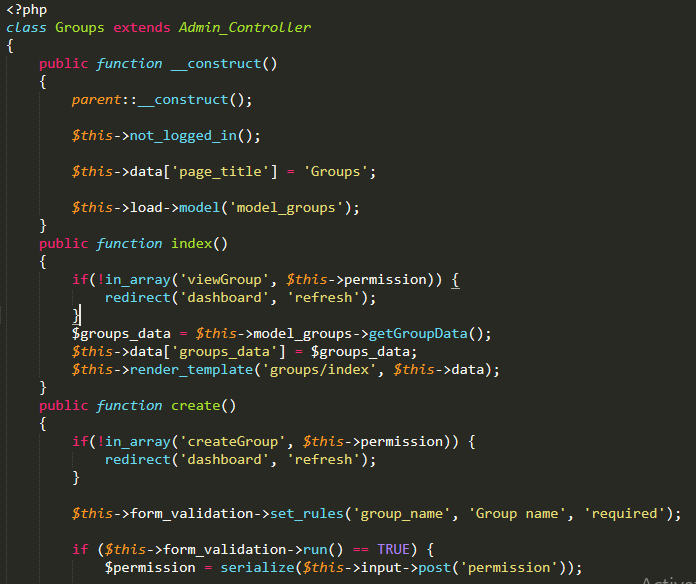 <?php
class Groups extends Admin_Controller
{
public function __construct()
{
parent::__construct();
$this->not_logged_in();
$this->data['page_title'] = 'Groups';
$this->load->model('model_groups');
}
public function index()
{
if(!in_array('viewGroup', $this->permission)) {
redirect('dashboard', 'refresh');
}
$groups_data = $this->model_groups->getGroupData();
$this->data['groups_data'] = $groups_data;
$this->render_template('groups/index', $this->data);
}
public function create()
{
if(!in_array('createGroup', $this->permission)) {
redirect('dashboard', 'refresh');
}
$this->form_validation->set_rules('group_name', 'Group name', 'required');
if ($this->form_validation->run() == TRUE) {
$permission = serialize($this->input->post('permission'));